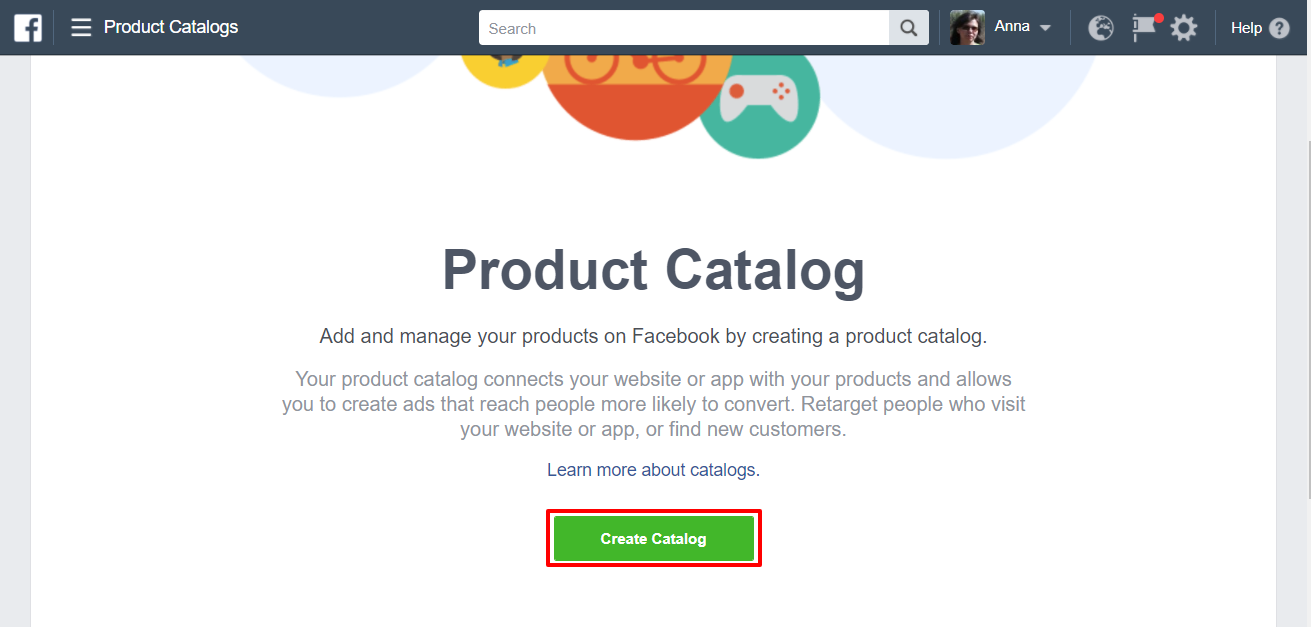 Product Catalogs Search Anna Help ?
Product Catalog
Add and manage your products on Facebook by creating a product catalog.
Your product catalog connects your website or app with your products and allows
you to create ads that reach people more likely to convert. Retarget people who visit
your website or app, or find new customers.
Learn more about catalogs.
Create Catalog